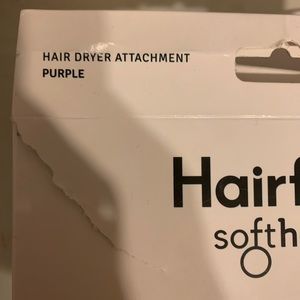 HAIR DRYER ATTACHMENT
PURPLE
Hairf
softh